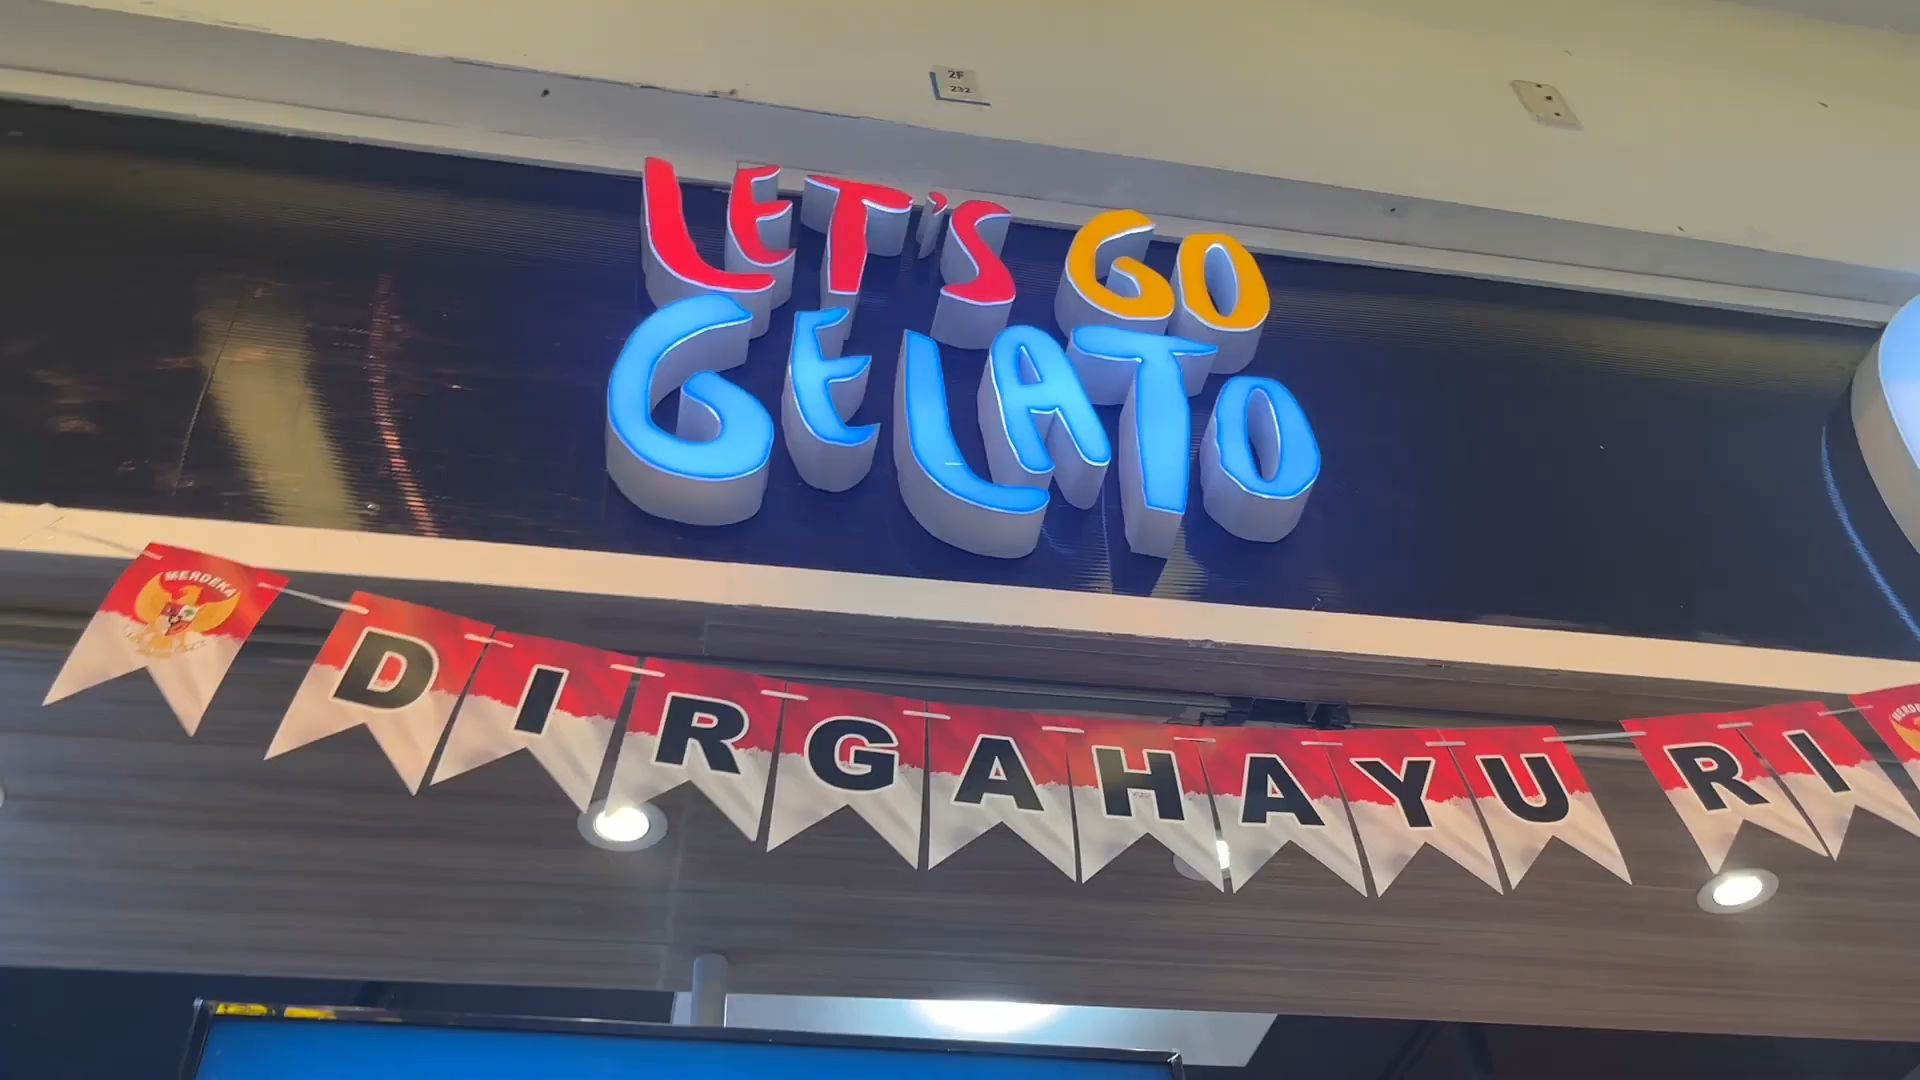 2F
232
LET'S GO
GELATO
MERDEKA
DIRGAHAYU RI